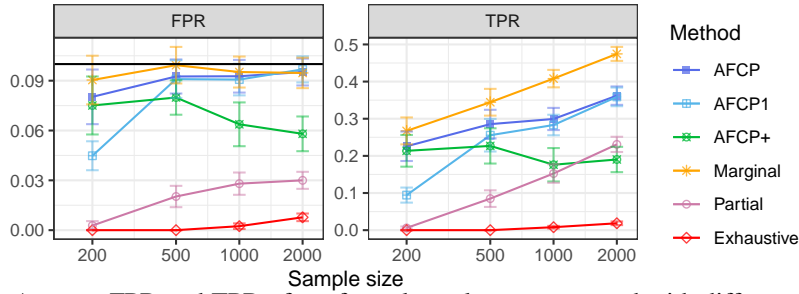 FPR
TPR
0.09
0.06
0.03
0.00
0.5
0.4
0.3
0.2
0.1
0.0
200
500
1000
2000
200
500
1000
2000
Sample size
Method
AFCP
AFCP1
AFCP+
Marginal
Partial
Exhaustive